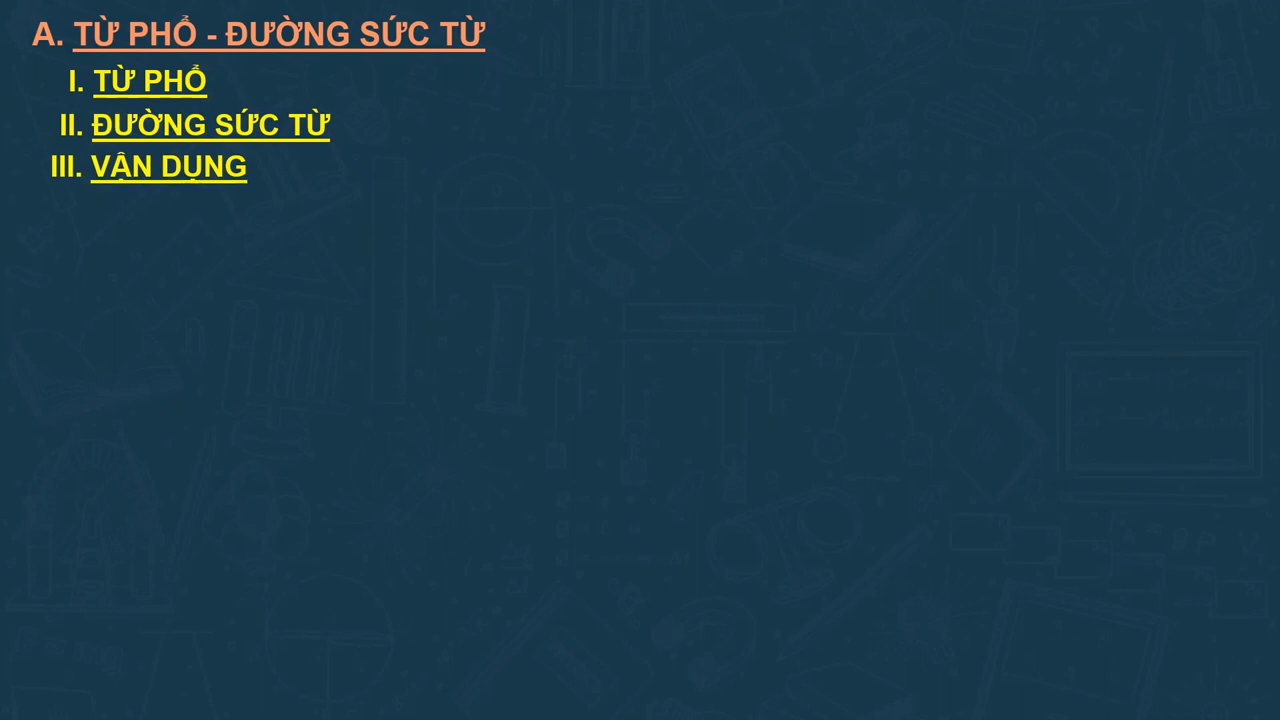 A. TỪ PHỔ - ĐƯỜNG SỨC TỪ
I. TỪ PHỔ
II. ĐƯỜNG SỨC TỪ
III. VẬN DỤNG